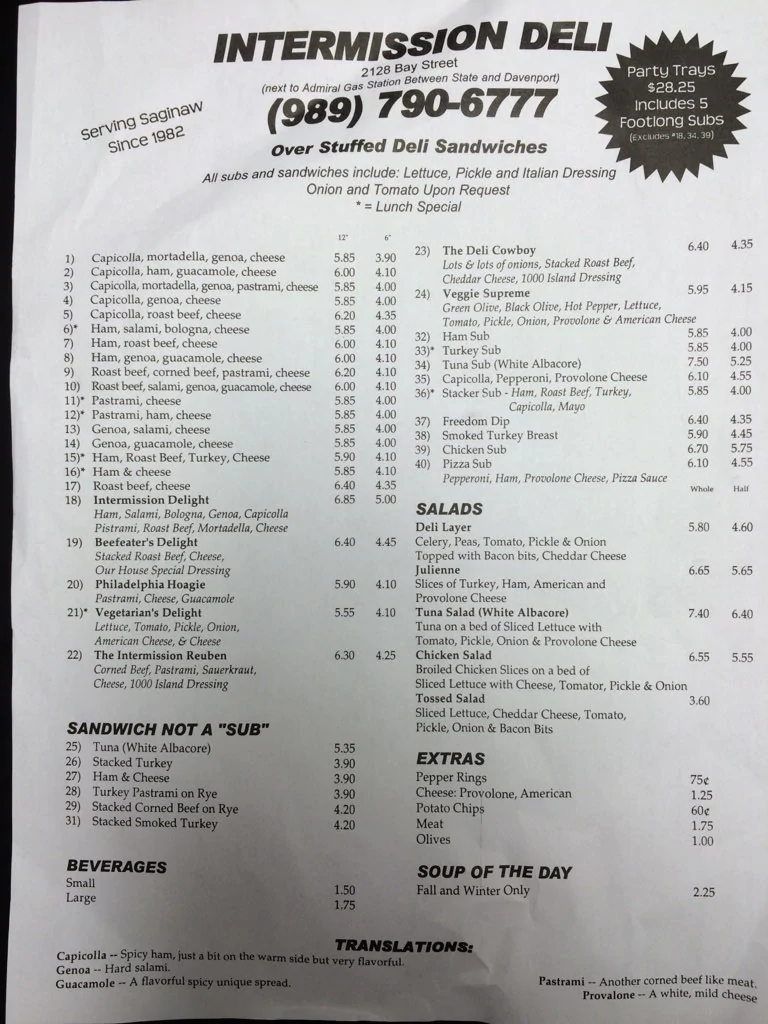 INTERMISSION DELI
2128 Bay Street
(next to Admiral Gas Station Between State and Davenport)
(989) 790-6777
Serving Saginaw
Since 1982
Party Trays
$28.25
Includes 5
Footlong Subs
(Excludes #18, 34, 39)
Over Stuffed Deli Sandwiches
All subs and sandwiches include: Lettuce, Pickle and Italian Dressing
Onion and Tomato Upon Request
* = Lunch Special
12" 6"
1) Capicolla, mortadella, genoa, cheese 5.85 3.90
2) Capicolla, ham, guacamole, cheese 6.00 4.10
3) Capicolla, mortadella, genoa, pastrami, cheese 5.85 4.00
4) Capicolla, genoa, cheese 5.85 4.00
5) Capicolla, roast beef, cheese 6.20 4.35
6)* Ham, salami, bologna, cheese 5.85 4.00
7) Ham, roast beef, cheese 6.00 4.10
8) Ham, genoa, guacamole, cheese 6.00 4.10
9) Roast beef, corned beef, pastrami, cheese 6.20 4.10
10) Roast beef, salami, genoa, guacamole, cheese 6.00 4.10
11)* Pastrami, cheese 5.85 4.00
12)* Pastrami, ham, cheese 5.85 4.00
13) Genoa, salami, cheese 5.85 4.00
14) Genoa, guacamole, cheese 5.85 4.00
15)* Ham, Roast Beef, Turkey, Cheese 5.90 4.10
16)* Ham & cheese 5.85 4.10
17) Roast beef, cheese 6.40 4.35
18) Intermission Delight 6.85 5.00
Ham, Salami, Bologna, Genoa, Capicolla
Pistrami, Roast Beef, Mortadella, Cheese
19) Beefeater's Delight 6.40 4.45
Stacked Roast Beef, Cheese,
Our House Special Dressing
20) Philadelphia Hoagie 5.90 4.10
Pastrami, Cheese, Guacamole
21)* Vegetarian's Delight 5.55 4.10
Lettuce, Tomato, Pickle, Onion,
American Cheese, & Cheese
22) The Intermission Reuben 6.30 4.25
Corned Beef, Pastrami, Sauerkraut,
Cheese, 1000 Island Dressing
SANDWICH NOT A "SUB"
25) Tuna (White Albacore) 5.35
26) Stacked Turkey 3.90
27) Ham & Cheese 3.90
28) Turkey Pastrami on Rye 3.90
29) Stacked Corned Beef on Rye 4.20
31) Stacked Smoked Turkey 4.20
BEVERAGES
Small 1.50
Large 1.75
23) The Deli Cowboy 6.40 4.35
Lots & lots of onions, Stacked Roast Beef,
Cheddar Cheese, 1000 Island Dressing
24) Veggie Supreme 5.95 4.15
Green Olive, Black Olive, Hot Pepper, Lettuce,
Tomato, Pickle, Onion, Provolone & American Cheese
32) Ham Sub 5.85 4.00
33)* Turkey Sub 5.85 4.00
34) Tuna Sub (White Albacore) 7.50 5.25
35) Capicolla, Pepperoni, Provolone Cheese 6.10 4.55
36)* Stacker Sub - Ham, Roast Beef, Turkey, 5.85 4.00
Capicolla, Mayo
37) Freedom Dip 6.40 4.35
38) Smoked Turkey Breast 5.90 4.45
39) Chicken Sub 6.70 5.75
40) Pizza Sub 6.10 4.55
Pepperoni, Ham, Provolone Cheese, Pizza Sauce
Whole Half
SALADS
Deli Layer 5.80 4.60
Celery, Peas, Tomato, Pickle & Onion
Topped with Bacon bits, Cheddar Cheese
Julienne 6.65 5.65
Slices of Turkey, Ham, American and
Provolone Cheese
Tuna Salad (White Albacore) 7.40 6.40
Tuna on a bed of Sliced Lettuce with
Tomato, Pickle, Onion & Provolone Cheese
Chicken Salad 6.55 5.55
Broiled Chicken Slices on a bed of
Sliced Lettuce with Cheese, Tomator, Pickle & Onion
Tossed Salad 3.60
Sliced Lettuce, Cheddar Cheese, Tomato,
Pickle, Onion & Bacon Bits
EXTRAS
Pepper Rings 75¢
Cheese: Provolone, American 1.25
Potato Chips 60¢
Meat 1.75
Olives 1.00
SOUP OF THE DAY
Fall and Winter Only 2.25
TRANSLATIONS:
Capicolla -- Spicy ham, just a bit on the warm side but very flavorful.
Genoa -- Hard salami.
Guacamole -- A flavorful spicy unique spread.
Pastrami -- Another corned beef like meat.
Provalone -- A white, mild cheese